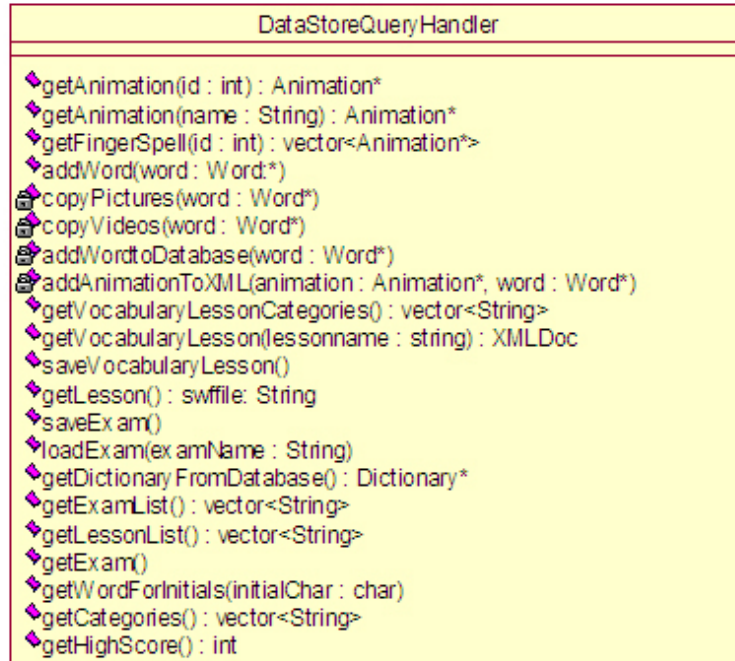 DataStoreQueryHandler
getAnimation(id : int) : Animation*
getAnimation(name : String) : Animation*
getFingerSpell(id : int) : vector<Animation*>
addWord(word : Word:*)
copyPictures(word : Word*)
copyVideos(word : Word*)
addWordtoDatabase(word : Word*)
addAnimationToXML(animation : Animation*, word : Word*)
getVocabularyLessonCategories() : vector<String>
getVocabularyLesson(lessonname : string) : XMLDoc
saveVocabularyLesson()
getLesson() : swffile: String
saveExam()
loadExam(examName : String)
getDictionaryFromDatabase() : Dictionary*
getExamList() : vector<String>
getLessonList() : vector<String>
getExam()
getWordForInitials(initialChar : char)
getCategories() : vector<String>
getHighScore() : int